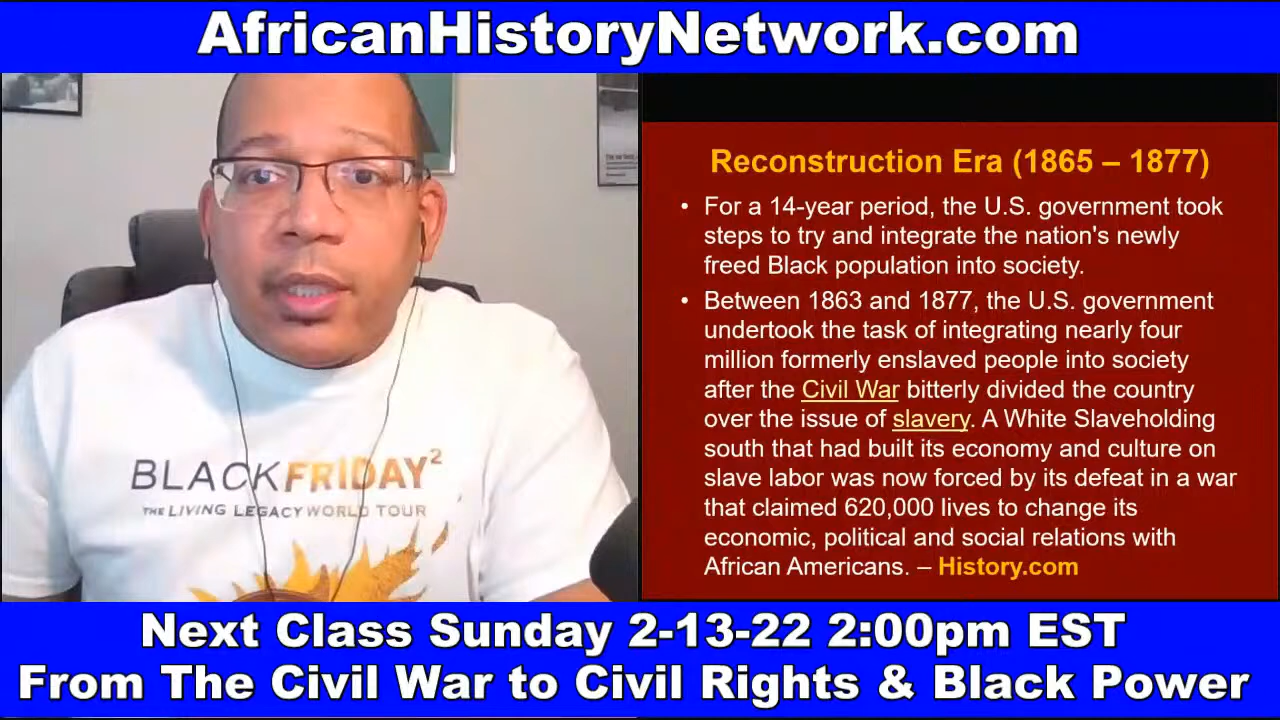 AfricanHistoryNetwork.com
Reconstruction Era (1865 – 1877)
• For a 14-year period, the U.S. government took
steps to try and integrate the nation's newly
freed Black population into society.
• Between 1863 and 1877, the U.S. government
undertook the task of integrating nearly four
million formerly enslaved people into society
after the Civil War bitterly divided the country
over the issue of slavery. A White Slaveholding
south that had built its economy and culture on
slave labor was now forced by its defeat in a war
that claimed 620,000 lives to change its
economic, political and social relations with
African Americans. – History.com
BLACKFRIDAY²
THE LIVING LEGACY WORLD TOUR
Next Class Sunday 2-13-22 2:00pm EST
From The Civil War to Civil Rights & Black Power